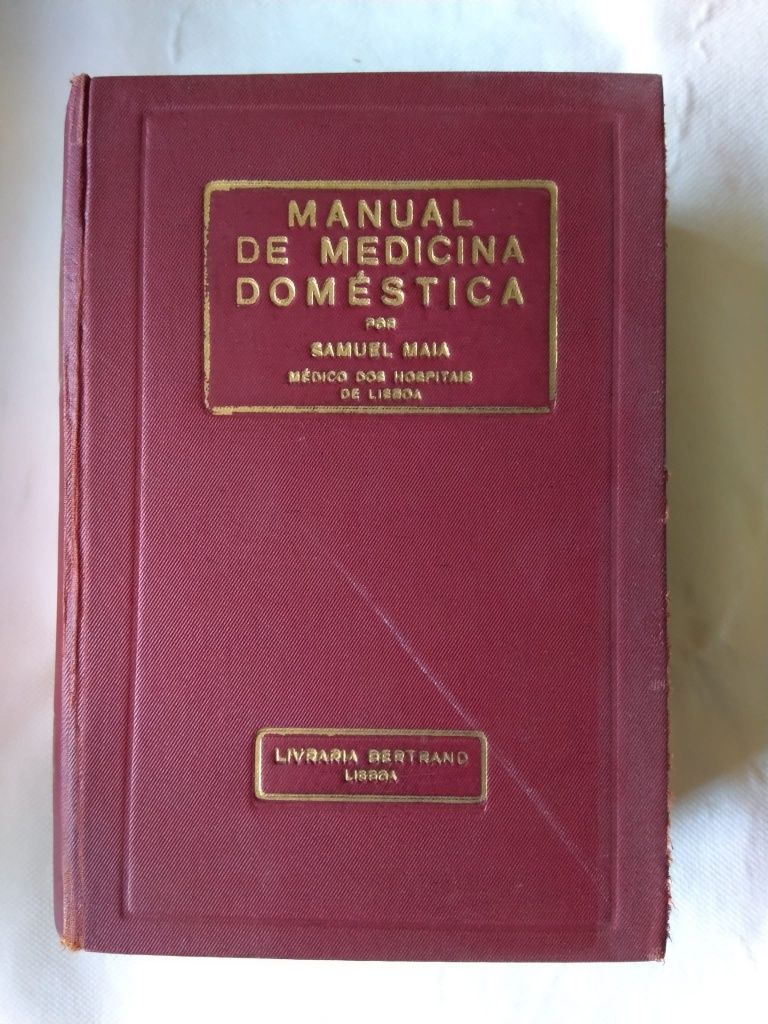 MANUAL
DE MEDICINA
DOMÉSTICA
POR
SAMUEL MAIA
MÉDICO DOS HOSPITAIS
DE LISBOA
LIVRARIA BERTRAND
LISBOA